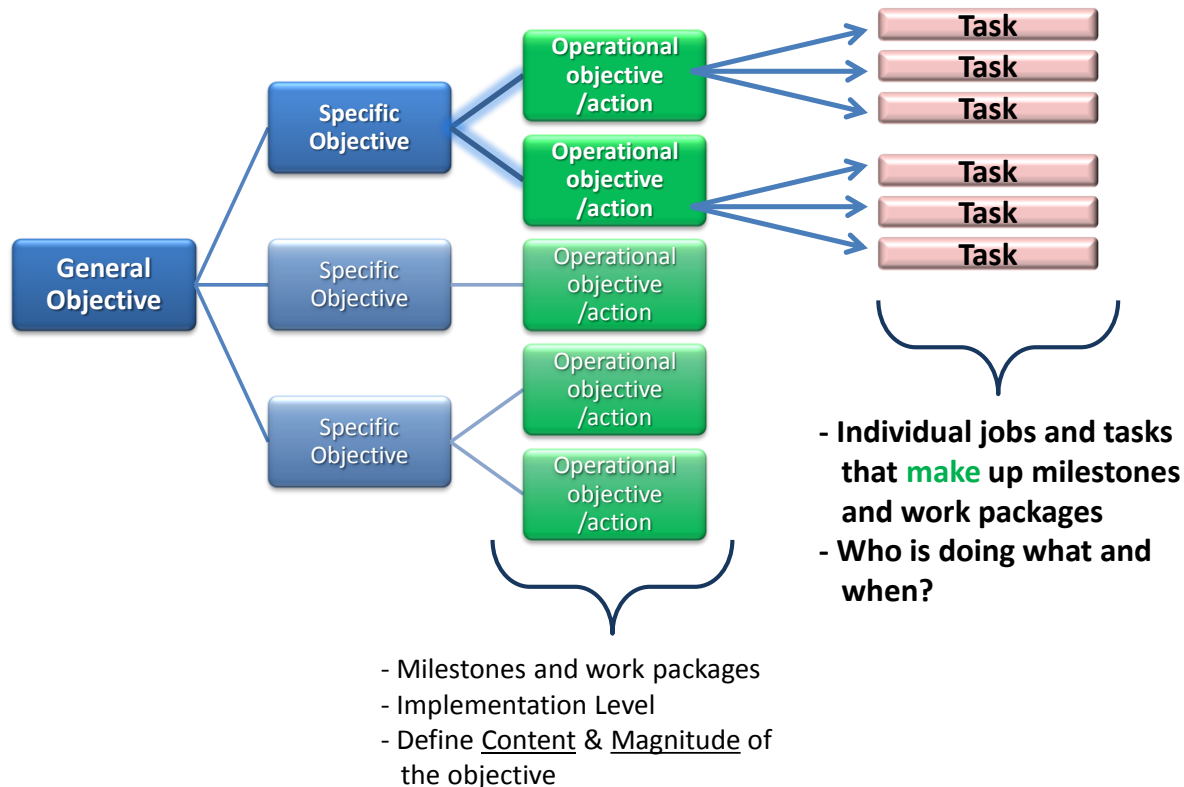 General
Objective
Specific
Objective
Specific
Objective
Specific
Objective
Operational
objective
/action
Operational
objective
/action
Operational
objective
/action
Operational
objective
/action
Operational
objective
/action
Task
Task
Task
Task
Task
Task
- Individual jobs and tasks
that make up milestones
and work packages
- Who is doing what and
when?
- Milestones and work packages
- Implementation Level
- Define Content & Magnitude of
the objective